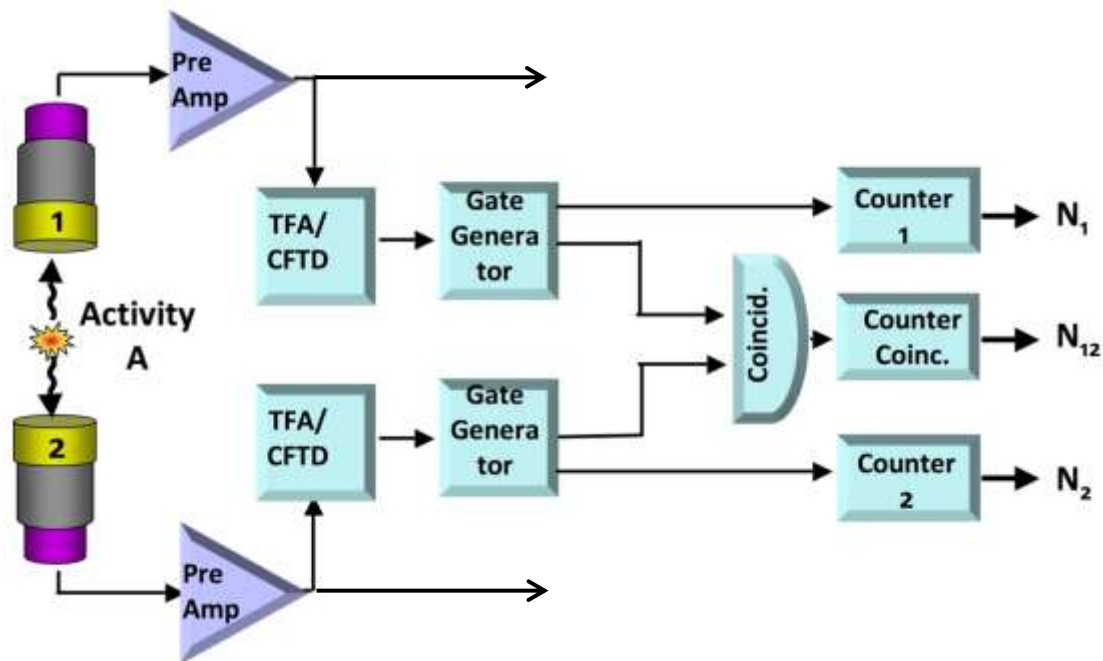 Pre
Amp
1
TFA/
CFTD
Gate
Genera
tor
Counter
1
N1
Activity
A
Coincid.
Counter
Coinc.
N12
2
TFA/
CFTD
Gate
Genera
tor
Counter
2
N2
Pre
Amp